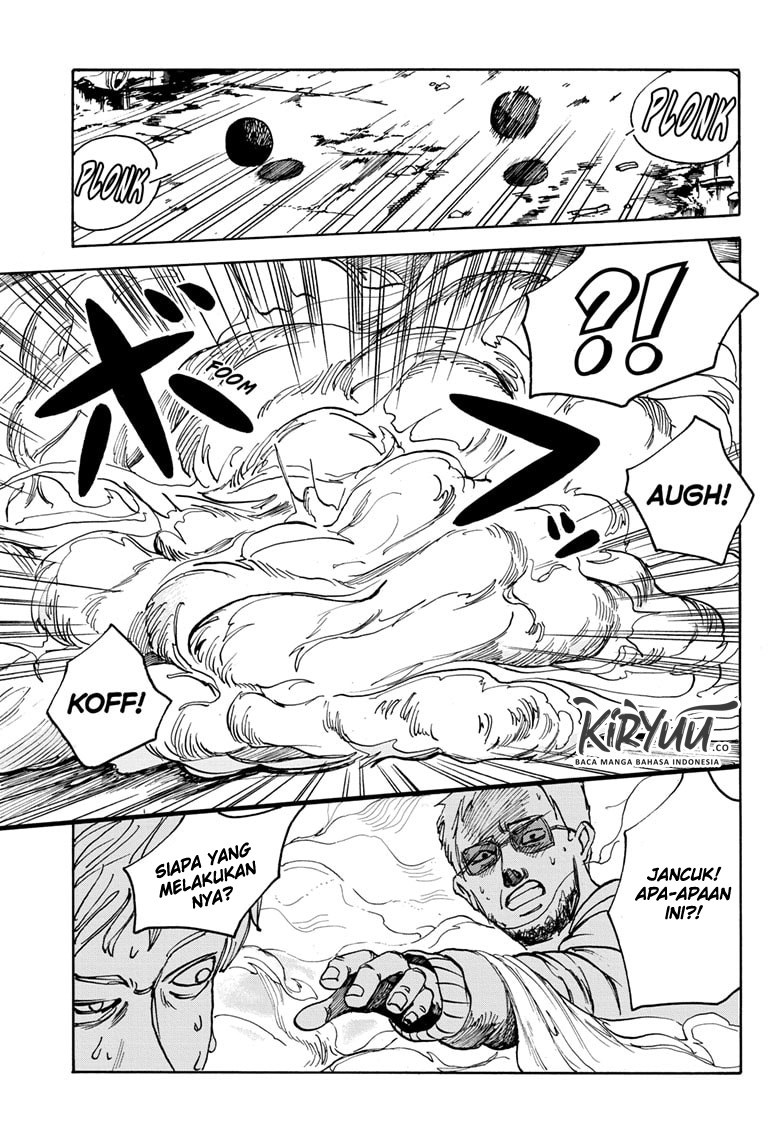 PLONK
PLONK
?!
ボフッ
FOOM
AUGH!
KOFF!
KiRYUU.CO
BACA MANGA BAHASA INDONESIA
JANCUK!
APA-APAAN
INI?!
SIAPA YANG
MELAKUKAN
NYA?